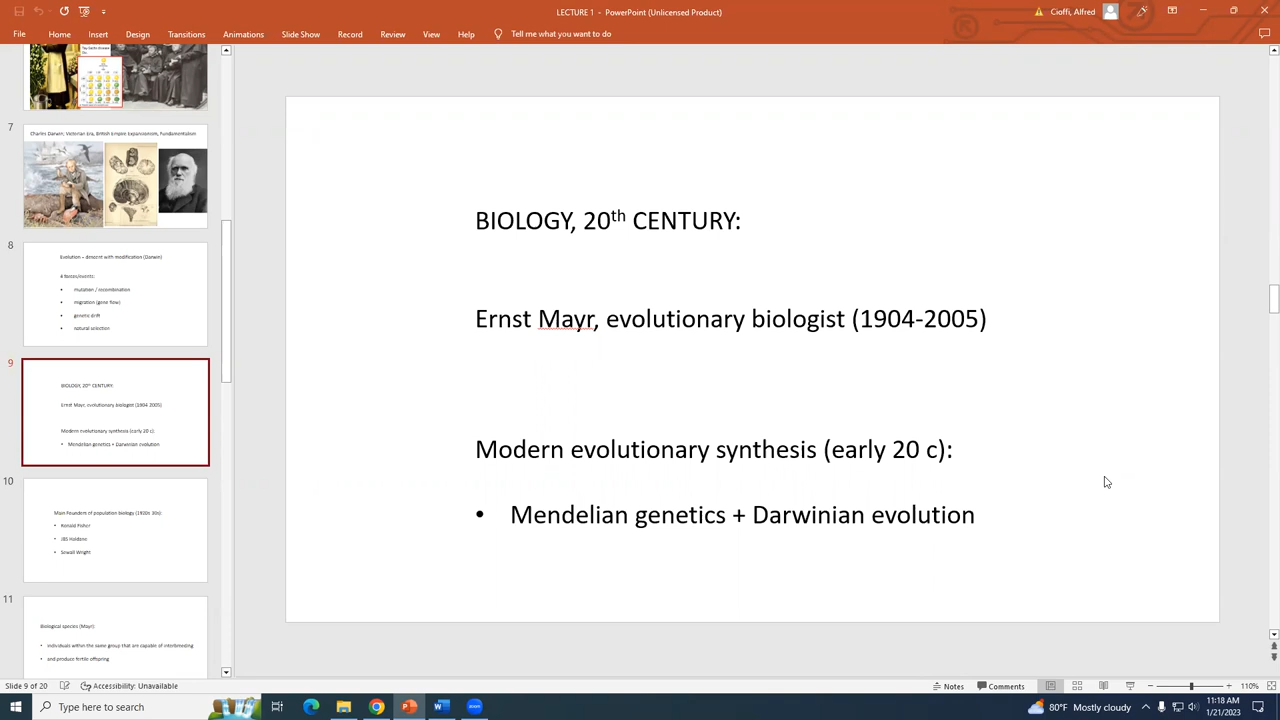 LECTURE 1 - PowerPoint (Unlicensed Product)
Cioffi, Alfred
File Home Insert Design Transitions Animations Slide Show Record Review View Help Tell me what you want to do
7
Charles Darwin, Victorian Era, British Empire Expansionism, Fundamentalism
8
Evolution – descent with modification (Darwin)
4 forces/events:
• mutation / recombination
• migration (gene flow)
• genetic drift
• natural selection
9
BIOLOGY, 20th CENTURY:
Ernst Mayr, evolutionary biologist (1904-2005)
Modern evolutionary synthesis (early 20 c):
• Mendelian genetics + Darwinian evolution
10
Main Founders of population biology (1920s 30s):
• Ronald Fisher
• JBS Haldane
• Sewall Wright
11
Biological species (Mayr):
• individuals within the same group that are capable of interbreeding
• and produce fertile offspring
BIOLOGY, 20th CENTURY:
Ernst Mayr, evolutionary biologist (1904-2005)
Modern evolutionary synthesis (early 20 c):
• Mendelian genetics + Darwinian evolution
Slide 9 of 20 Accessibility: Unavailable
Notes Comments 110%
Type here to search
zoom
80°F Mostly cloudy
11:18 AM
1/21/2023